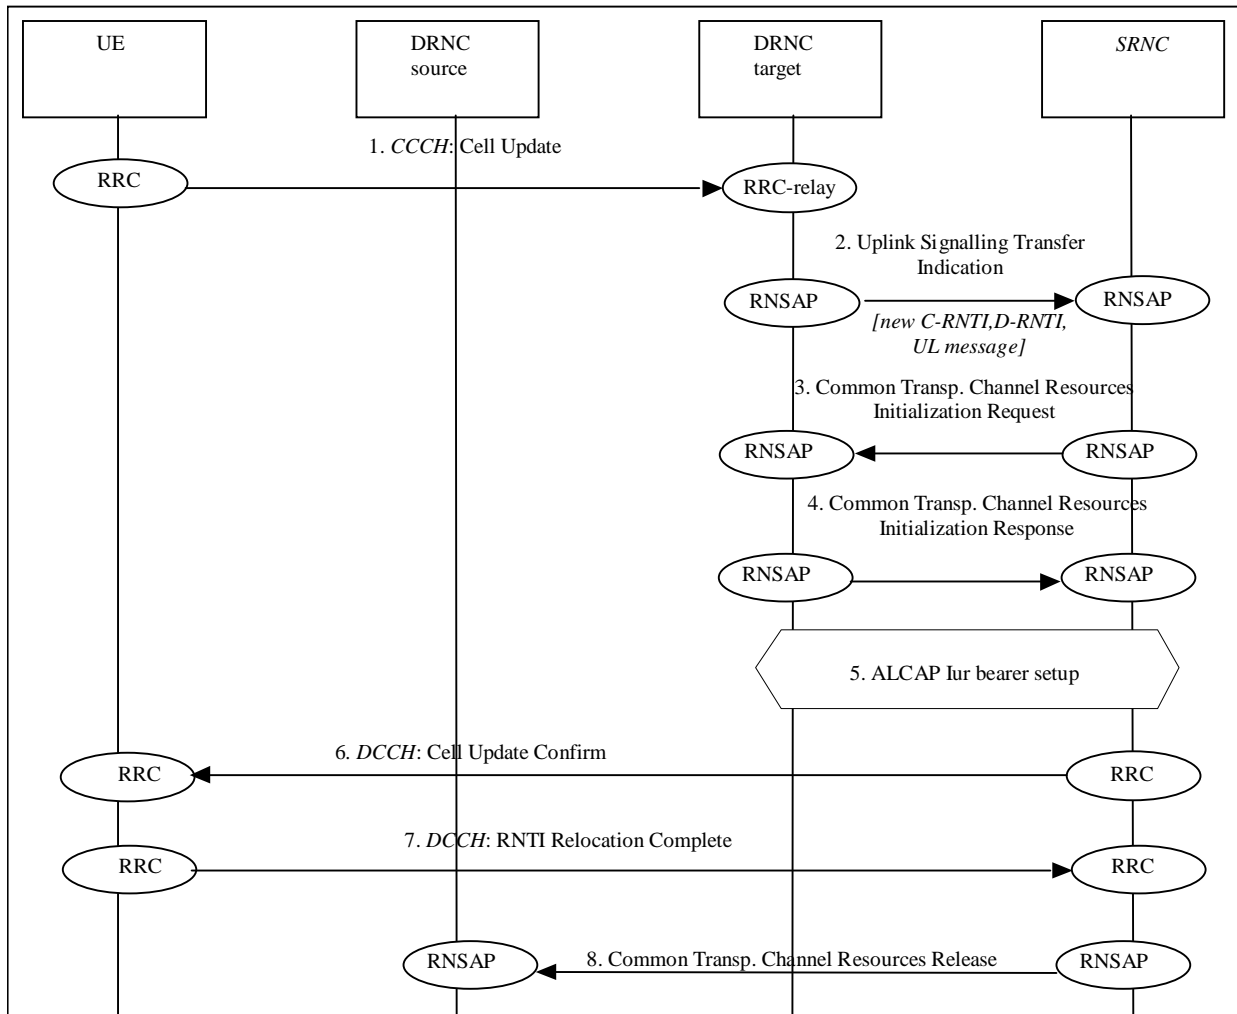 UE
DRNC
source
DRNC
target
SRNC
1. CCCH: Cell Update
RRC
RRC-relay
2. Uplink Signalling Transfer
Indication
RNSAP
RNSAP
[new C-RNTI,D-RNTI,
UL message]
3. Common Transp. Channel Resources
Initialization Request
RNSAP
RNSAP
4. Common Transp. Channel Resources
Initialization Response
RNSAP
RNSAP
5. ALCAP Iur bearer setup
6. DCCH: Cell Update Confirm
RRC
RRC
7. DCCH: RNTI Relocation Complete
RRC
RRC
8. Common Transp. Channel Resources Release
RNSAP
RNSAP